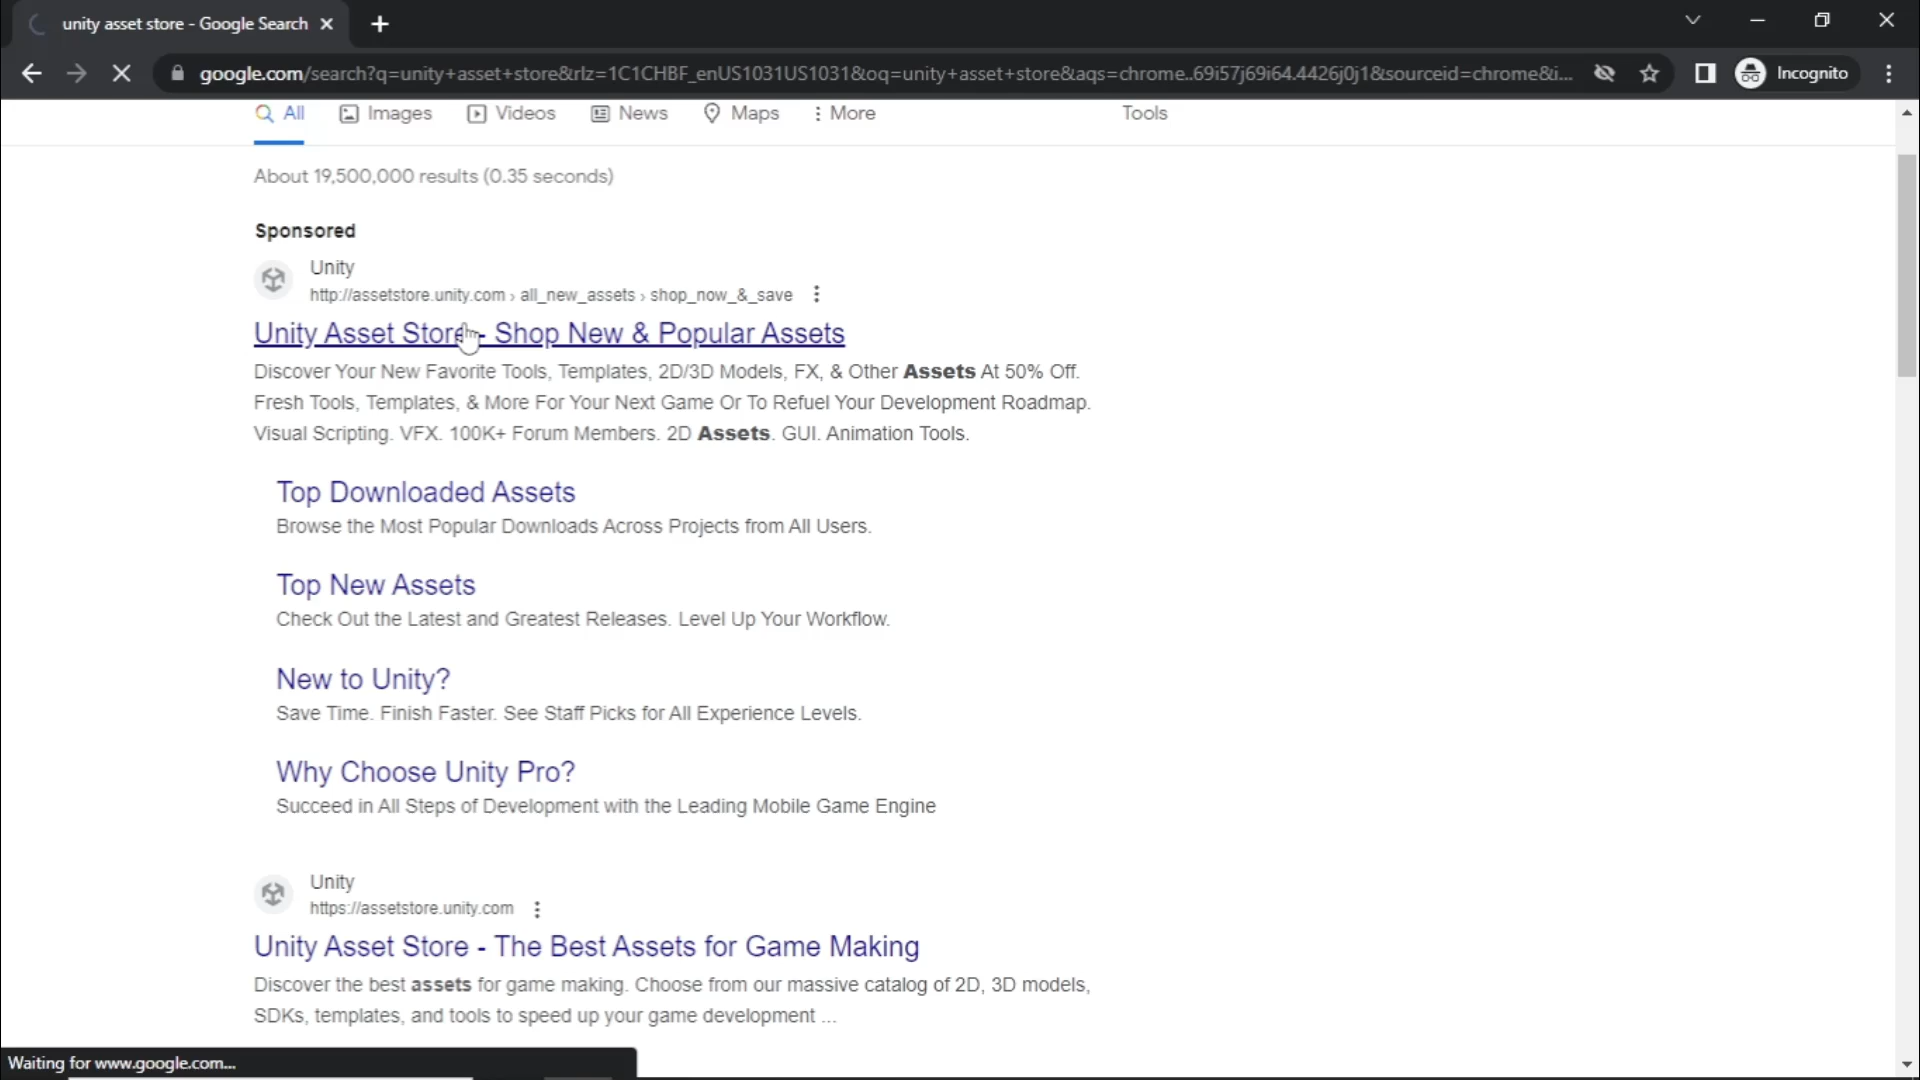 unity asset store - Google Search
google.com/search?q=unity+asset+store&rlz=1C1CHBF_enUS1031US1031&oq=unity+asset+store&aqs=chrome..69i57j69i64.4426j0j1&sourceid=chrome&i...
Incognito
All Images Videos News Maps More Tools
About 19,500,000 results (0.35 seconds)
Sponsored
Unity
http://assetstore.unity.com › all_new_assets › shop_now_&_save
Unity Asset Store - Shop New & Popular Assets
Discover Your New Favorite Tools, Templates, 2D/3D Models, FX, & Other Assets At 50% Off.
Fresh Tools, Templates, & More For Your Next Game Or To Refuel Your Development Roadmap.
Visual Scripting. VFX. 100K+ Forum Members. 2D Assets. GUI. Animation Tools.
Top Downloaded Assets
Browse the Most Popular Downloads Across Projects from All Users.
Top New Assets
Check Out the Latest and Greatest Releases. Level Up Your Workflow.
New to Unity?
Save Time. Finish Faster. See Staff Picks for All Experience Levels.
Why Choose Unity Pro?
Succeed in All Steps of Development with the Leading Mobile Game Engine
Unity
https://assetstore.unity.com
Unity Asset Store - The Best Assets for Game Making
Discover the best assets for game making. Choose from our massive catalog of 2D, 3D models,
SDKs, templates, and tools to speed up your game development ...
Waiting for www.google.com...